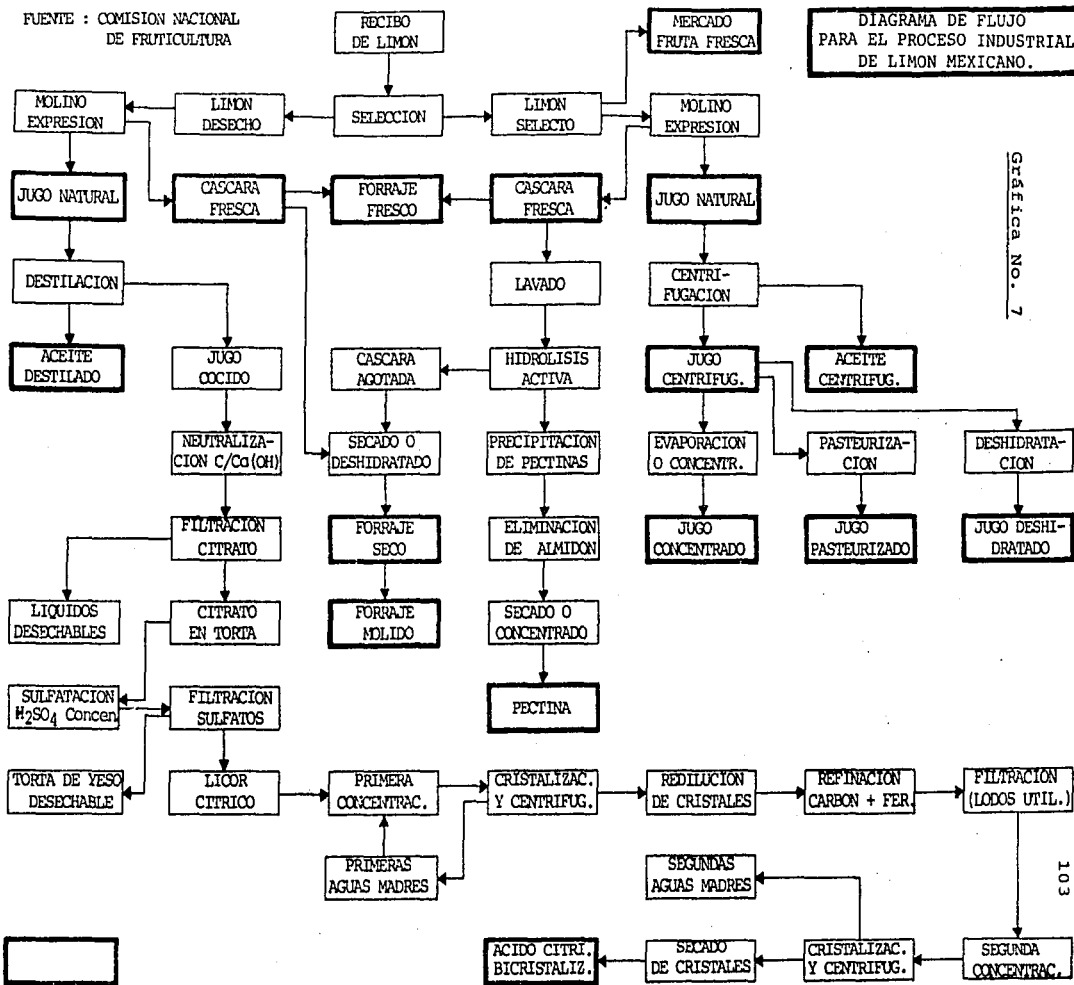 FUENTE : COMISION NACIONAL
DE FRUTICULTURA
RECIBO
DE LIMON
MERCADO
FRUTA FRESCA
DIAGRAMA DE FLUJO
PARA EL PROCESO INDUSTRIAL
DE LIMON MEXICANO.
MOLINO
EXPRESION
LIMON
DESECHO
SELECCION
LIMON
SELECTO
MOLINO
EXPRESION
Gráfica No. 7
JUGO NATURAL
CASCARA
FRESCA
FORRAJE
FRESCO
CASCARA
FRESCA
JUGO NATURAL
DESTILACION
LAVADO
CENTRI-
FUGACION
ACEITE
DESTILADO
JUGO
COCIDO
CASCARA
AGOTADA
HIDROLISIS
ACTIVA
JUGO
CENTRIFUG.
ACEITE
CENTRIFUG.
NEUTRALIZA-
CION C/Ca(OH)
SECADO O
DESHIDRATADO
PRECIPITACION
DE PECTINAS
EVAPORACION
O CONCENTR.
PASTEURIZA-
CION
DESHIDRATA-
CION
FILTRACION
CITRATO
FORRAJE
SECO
ELIMINACION
DE ALMIDON
JUGO
CONCENTRADO
JUGO
PASTEURIZADO
JUGO DESHI-
DRATADO
LIQUIDOS
DESECHABLES
CITRATO
EN TORTA
FORRAJE
MOLIDO
SECADO O
CONCENTRADO
SULFATACION
H₂SO₄ Concen.
FILTRACION
SULFATOS
PECTINA
TORTA DE YESO
DESECHABLE
LICOR
CITRICO
PRIMERA
CONCENTRAC.
CRISTALIZAC.
Y CENTRIFUG.
REDILUCION
DE CRISTALES
REFINACION
CARBON + FER.
FILTRACION
(LODOS UTIL.)
PRIMERAS
AGUAS MADRES
SEGUNDAS
AGUAS MADRES
103
ACIDO CITRI.
BICRISTALIZ.
SECADO
DE CRISTALES
CRISTALIZAC.
Y CENTRIFUG.
SEGUNDA
CONCENTRAC.